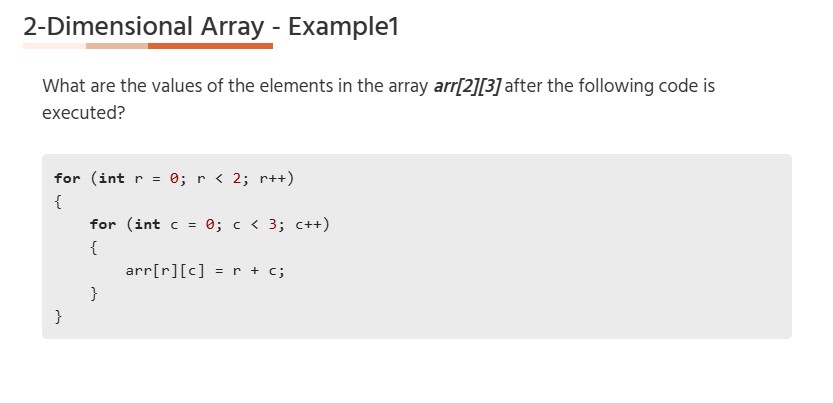 2-Dimensional Array - Example1
What are the values of the elements in the array arr[2][3] after the following code is
executed?
for (int r = 0; r < 2; r++)
{
    for (int c = 0; c < 3; c++)
    {
        arr[r][c] = r + c;
    }
}